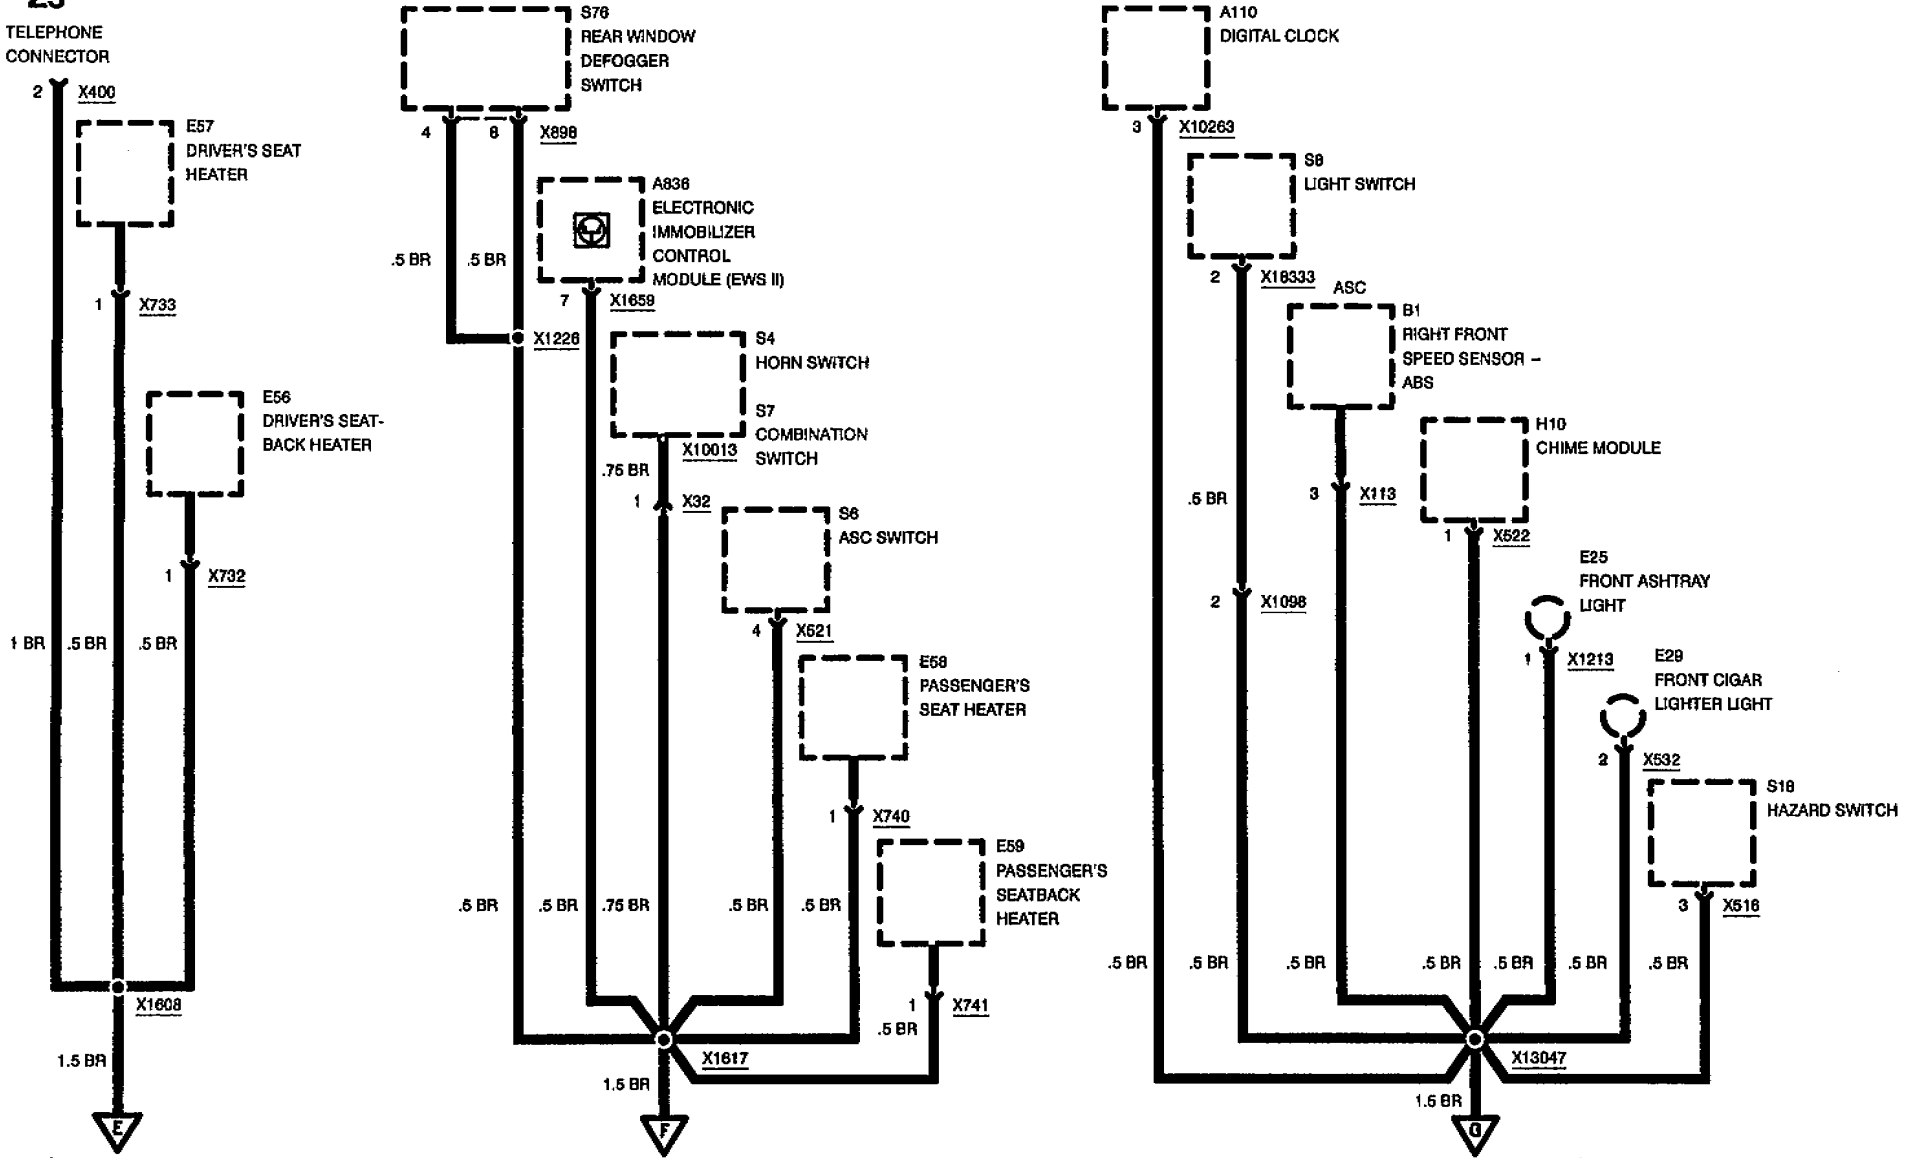 TELEPHONE
CONNECTOR
2 X400
E57
DRIVER'S SEAT
HEATER
1 X733
E56
DRIVER'S SEAT-
BACK HEATER
1 X732
1 BR
.5 BR
.5 BR
X1608
1.5 BR
E
S76
REAR WINDOW
DEFOGGER
SWITCH
4 6 X898
.5 BR
.5 BR
A836
ELECTRONIC
IMMOBILIZER
CONTROL
MODULE (EWS II)
7 X1659
X1226
S4
HORN SWITCH
S7
COMBINATION
SWITCH
X10013
.75 BR
1 X32
S6
ASC SWITCH
4 X521
E58
PASSENGER'S
SEAT HEATER
1 X740
E59
PASSENGER'S
SEATBACK
HEATER
.5 BR
.5 BR
.75 BR
.5 BR
.5 BR
1 X741
.5 BR
X1617
1.5 BR
F
A110
DIGITAL CLOCK
3 X10263
S8
LIGHT SWITCH
2 X18333
ASC
B1
RIGHT FRONT
SPEED SENSOR –
ABS
.5 BR
3 X113
H10
CHIME MODULE
1 X522
2 X1098
E25
FRONT ASHTRAY
LIGHT
1 X1213
E29
FRONT CIGAR
LIGHTER LIGHT
2 X532
S18
HAZARD SWITCH
3 X516
.5 BR
.5 BR
.5 BR
.5 BR
.5 BR
.5 BR
.5 BR
X13047
1.5 BR
G